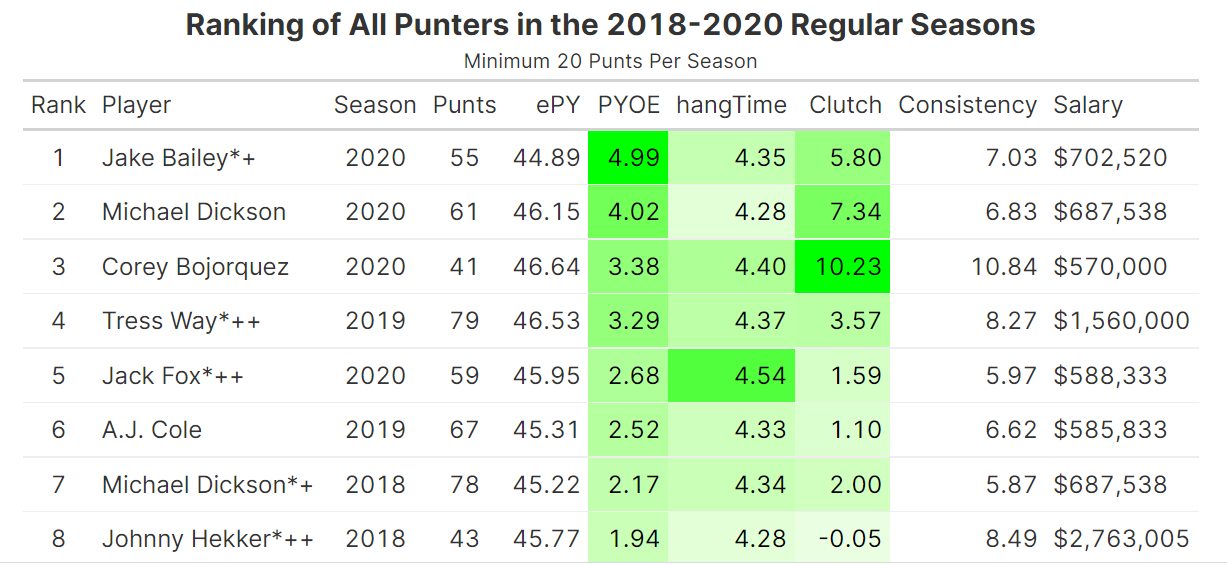 Ranking of All Punters in the 2018-2020 Regular Seasons
Minimum 20 Punts Per Season
Rank Player Season Punts ePY PYOE hangTime Clutch Consistency Salary
1 Jake Bailey*+ 2020 55 44.89 4.99 4.35 5.80 7.03 $702,520
2 Michael Dickson 2020 61 46.15 4.02 4.28 7.34 6.83 $687,538
3 Corey Bojorquez 2020 41 46.64 3.38 4.40 10.23 10.84 $570,000
4 Tress Way*++ 2019 79 46.53 3.29 4.37 3.57 8.27 $1,560,000
5 Jack Fox*++ 2020 59 45.95 2.68 4.54 1.59 5.97 $588,333
6 A.J. Cole 2019 67 45.31 2.52 4.33 1.10 6.62 $585,833
7 Michael Dickson*+ 2018 78 45.22 2.17 4.34 2.00 5.87 $687,538
8 Johnny Hekker*++ 2018 43 45.77 1.94 4.28 -0.05 8.49 $2,763,005